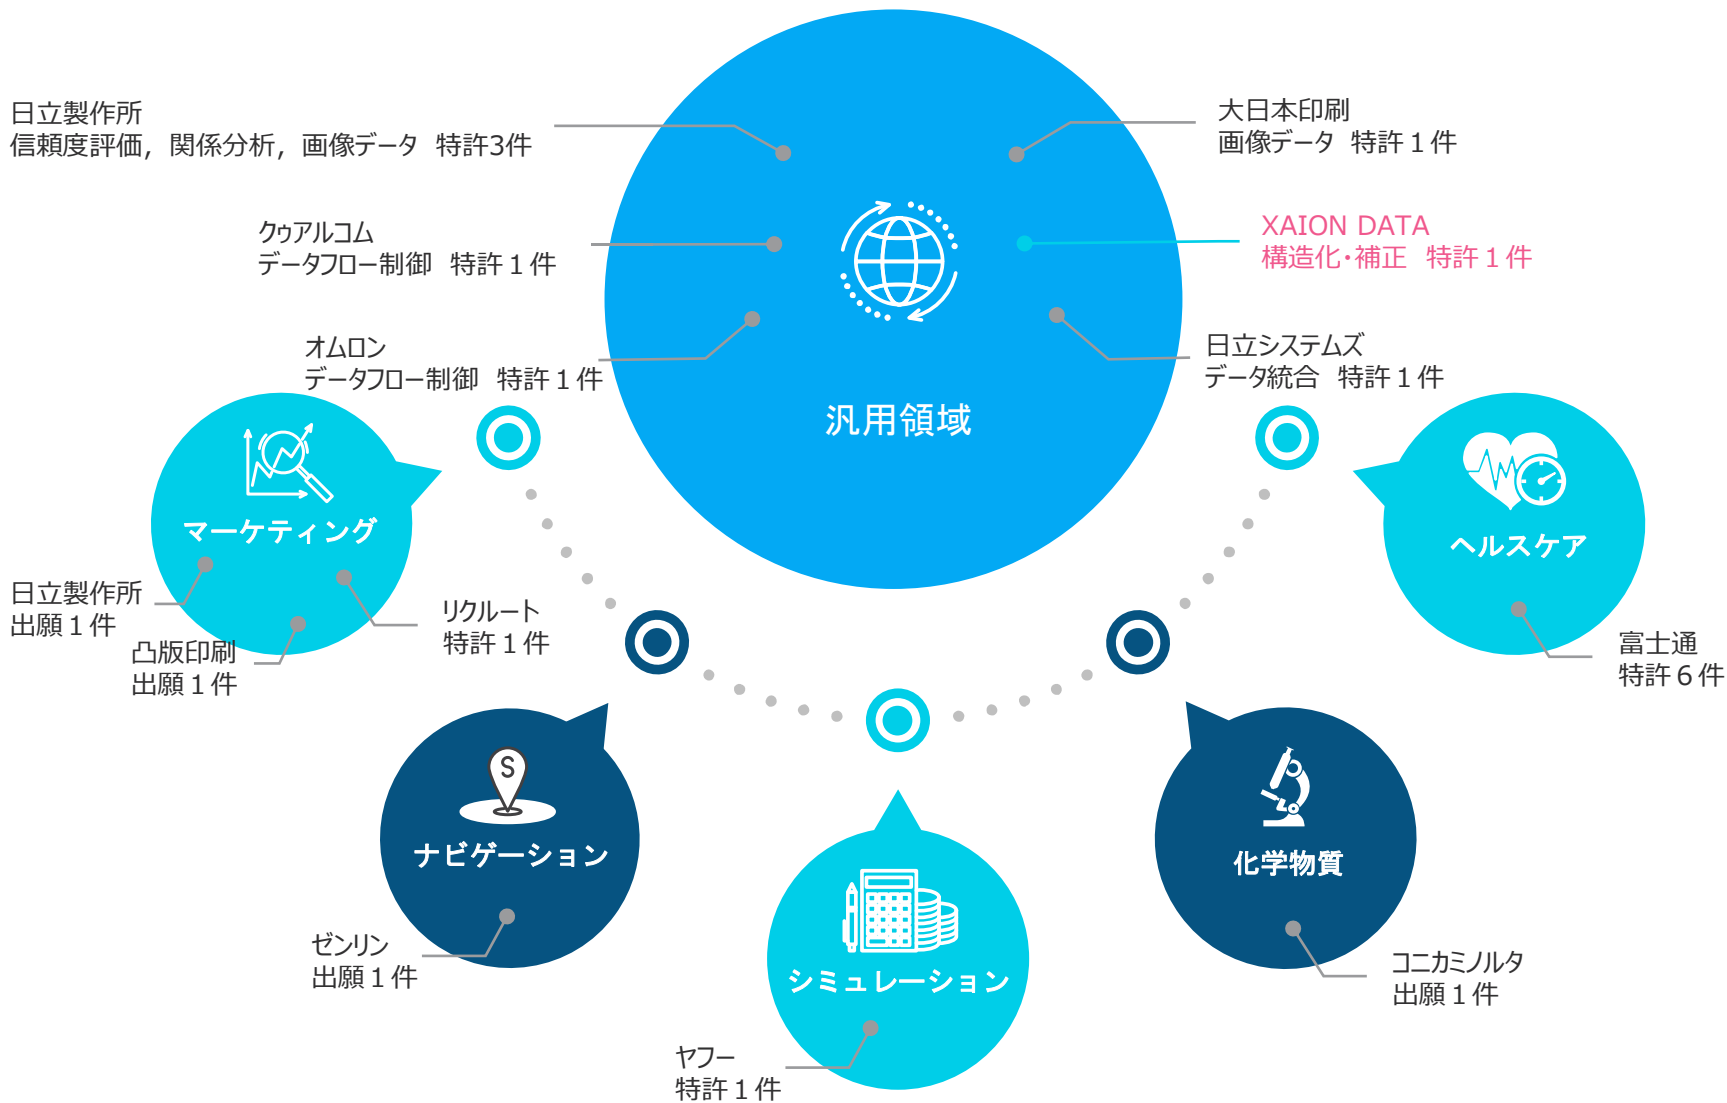 日立製作所
信頼度評価，関係分析，画像データ 特許3件
大日本印刷
画像データ 特許１件
クゥアルコム
データフロー制御 特許１件
XAION DATA
構造化・補正 特許１件
オムロン
データフロー制御 特許１件
日立システムズ
データ統合 特許１件
汎用領域
マーケティング
日立製作所
出願１件
凸版印刷
出願１件
リクルート
特許１件
ヘルスケア
富士通
特許６件
S
ナビゲーション
ゼンリン
出願１件
シミュレーション
ヤフー
特許１件
化学物質
コニカミノルタ
出願１件